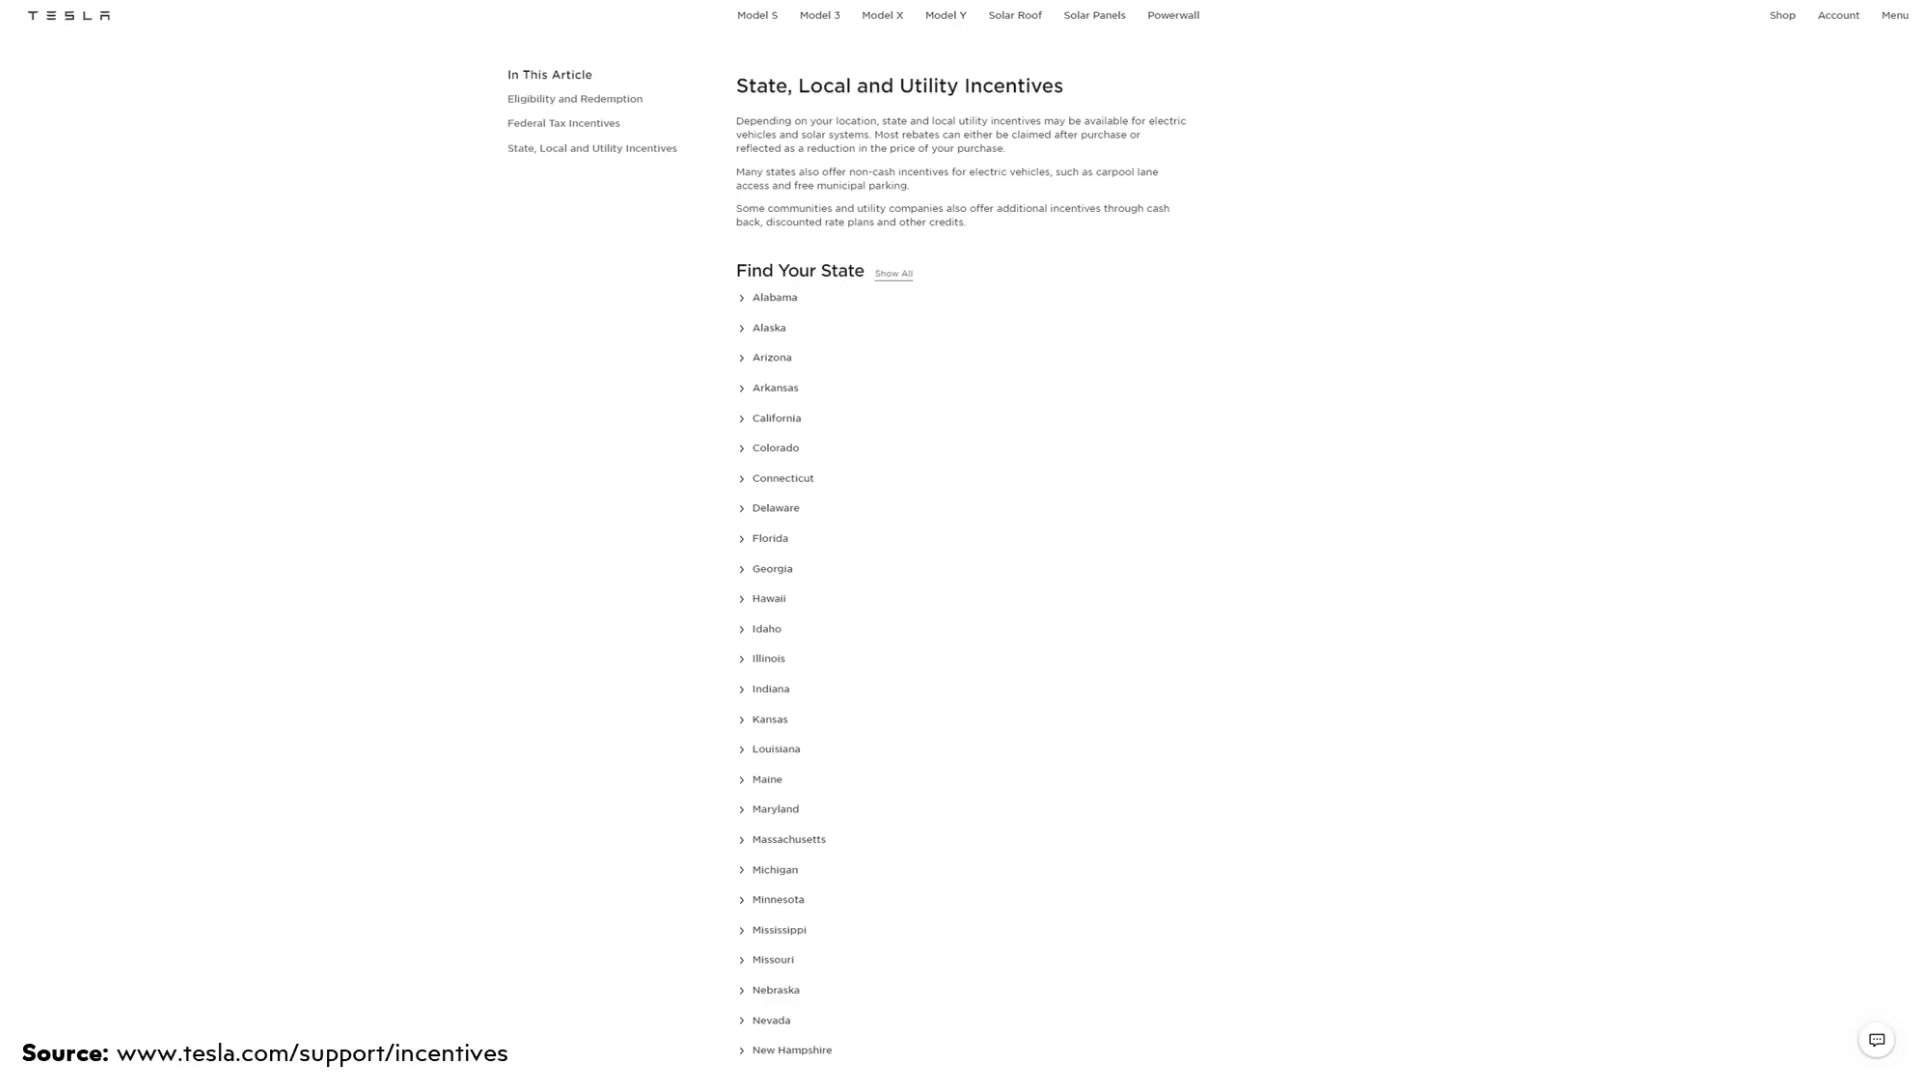 TESLA
Model S
Model 3
Model X
Model Y
Solar Roof
Solar Panels
Powerwall
Shop
Account
Menu
In This Article
Eligibility and Redemption
Federal Tax Incentives
State, Local and Utility Incentives
State, Local and Utility Incentives
Depending on your location, state and local utility incentives may be available for electric
vehicles and solar systems. Most rebates can either be claimed after purchase or
reflected as a reduction in the price of your purchase.
Many states also offer non-cash incentives for electric vehicles, such as carpool lane
access and free municipal parking.
Some communities and utility companies also offer additional incentives through cash
back, discounted rate plans and other credits.
Find Your State Show All
Alabama
Alaska
Arizona
Arkansas
California
Colorado
Connecticut
Delaware
Florida
Georgia
Hawaii
Idaho
Illinois
Indiana
Kansas
Louisiana
Maine
Maryland
Massachusetts
Michigan
Minnesota
Mississippi
Missouri
Nebraska
Nevada
New Hampshire
Source: www.tesla.com/support/incentives